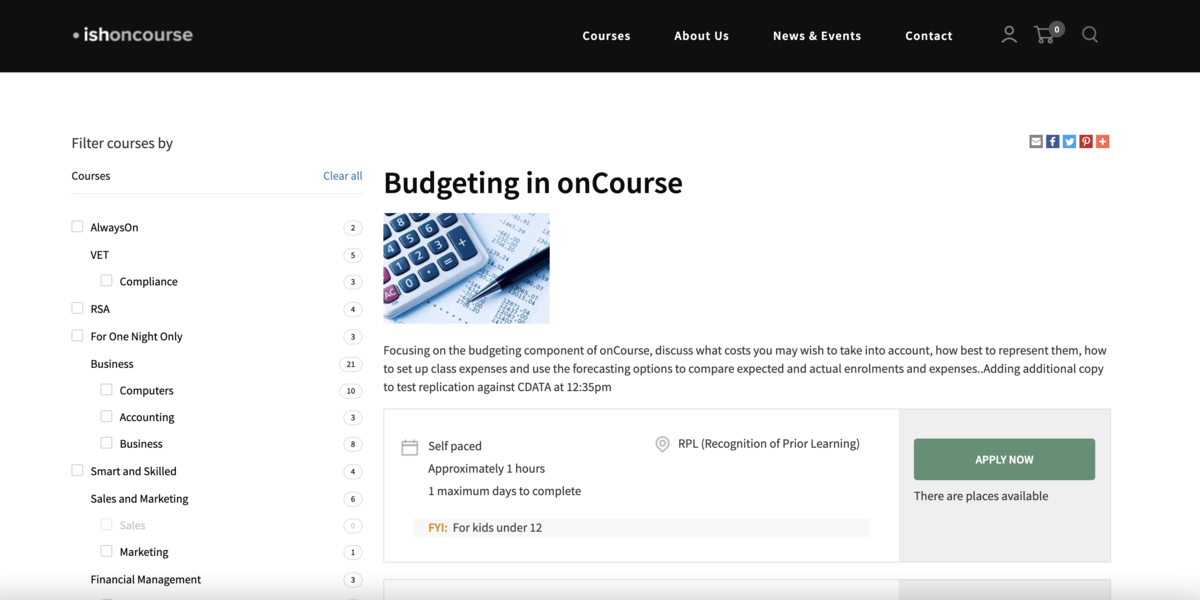 ishoncourse
Courses
About Us
News & Events
Contact
0
Filter courses by
Courses
Clear all
AlwaysOn
2
VET
5
Compliance
3
RSA
4
For One Night Only
3
Business
21
Computers
10
Accounting
3
Business
8
Smart and Skilled
4
Sales and Marketing
6
Sales
0
Marketing
1
Financial Management
3
Budgeting in onCourse
Focusing on the budgeting component of onCourse, discuss what costs you may wish to take into account, how best to represent them, how
to set up class expenses and use the forecasting options to compare expected and actual enrolments and expenses..Adding additional copy
to test replication against CDATA at 12:35pm
Self paced
Approximately 1 hours
1 maximum days to complete
RPL (Recognition of Prior Learning)
FYI: For kids under 12
APPLY NOW
There are places available